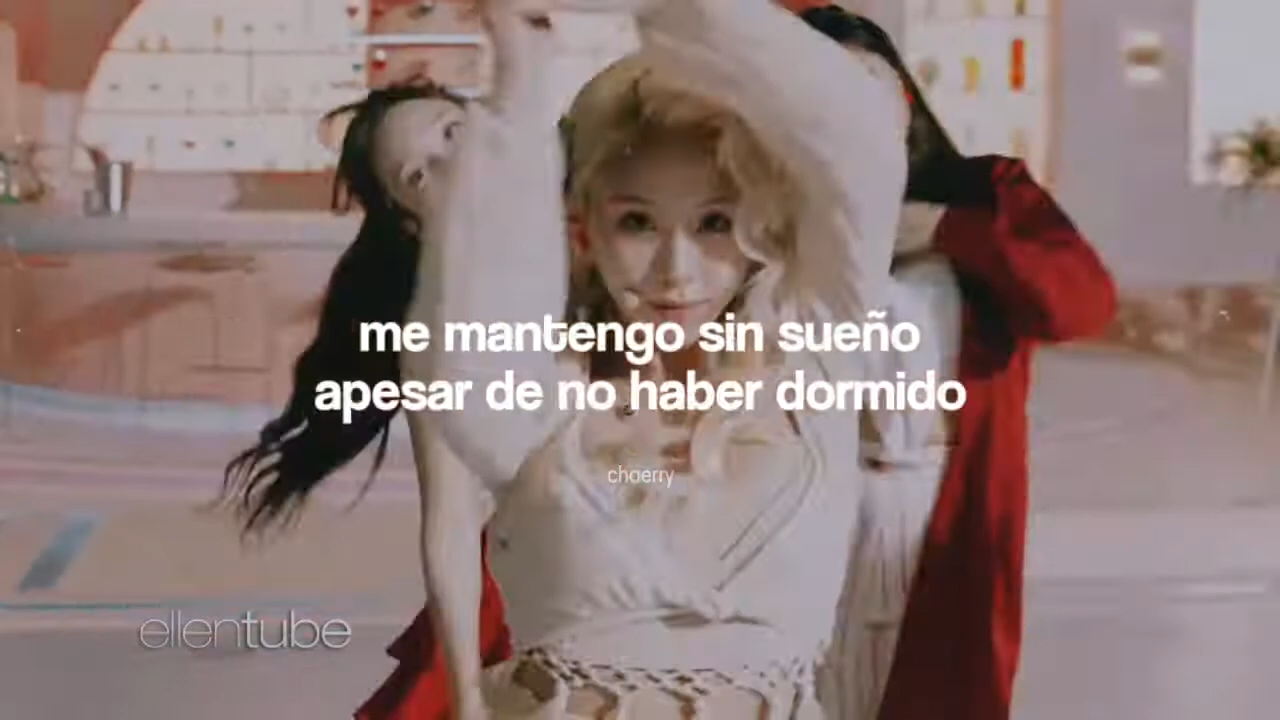 me mantengo sin sueño
apesar de no haber dormido
chaerry
ellentube